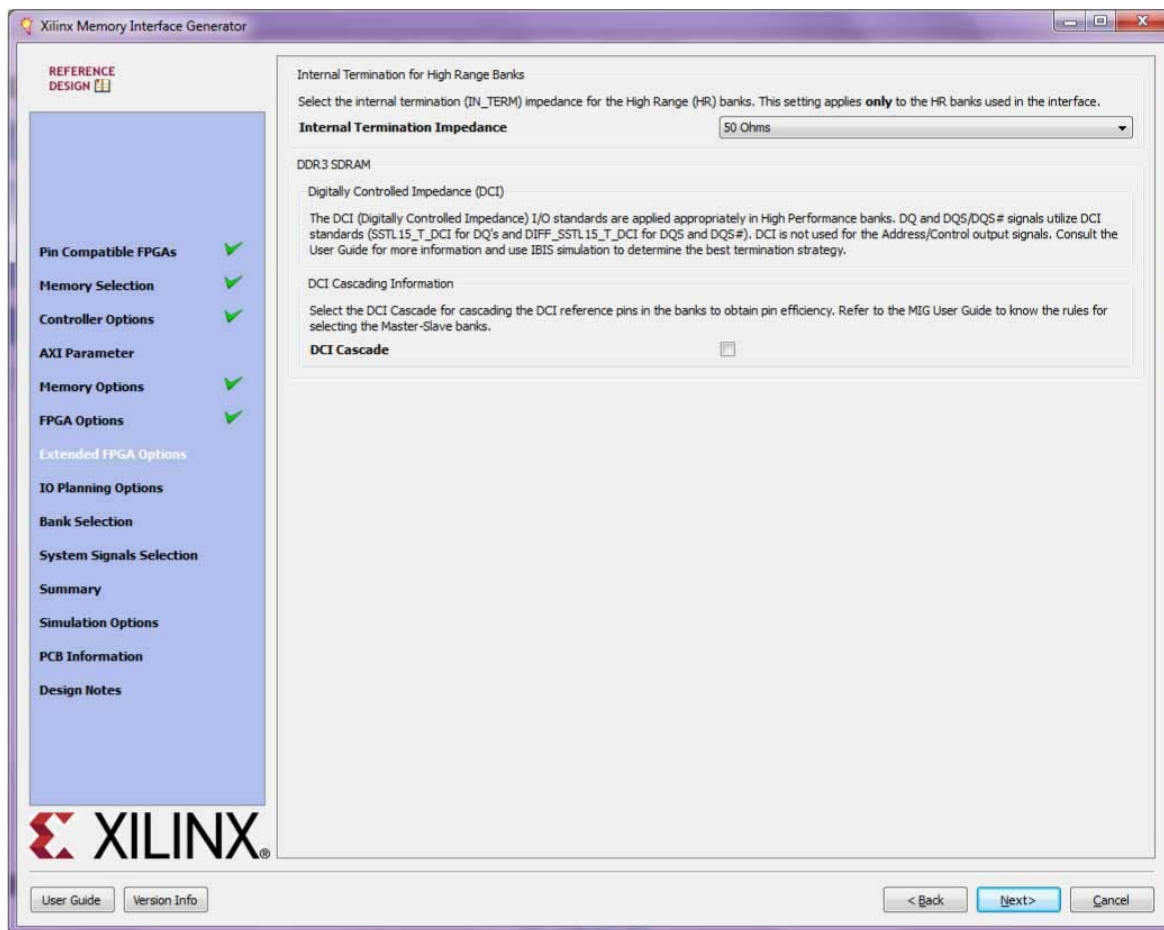 Xilinx Memory Interface Generator
REFERENCE
DESIGN
Pin Compatible FPGAs
Memory Selection
Controller Options
AXI Parameter
Memory Options
FPGA Options
Extended FPGA Options
IO Planning Options
Bank Selection
System Signals Selection
Summary
Simulation Options
PCB Information
Design Notes
XILINX®
Internal Termination for High Range Banks
Select the internal termination (IN_TERM) impedance for the High Range (HR) banks. This setting applies only to the HR banks used in the interface.
Internal Termination Impedance 50 Ohms
DDR3 SDRAM
Digitally Controlled Impedance (DCI)
The DCI (Digitally Controlled Impedance) I/O standards are applied appropriately in High Performance banks. DQ and DQS/DQS# signals utilize DCI
standards (SSTL15_T_DCI for DQ's and DIFF_SSTL15_T_DCI for DQS and DQS#). DCI is not used for the Address/Control output signals. Consult the
User Guide for more information and use IBIS simulation to determine the best termination strategy.
DCI Cascading Information
Select the DCI Cascade for cascading the DCI reference pins in the banks to obtain pin efficiency. Refer to the MIG User Guide to know the rules for
selecting the Master-Slave banks.
DCI Cascade
User Guide Version Info < Back Next> Cancel